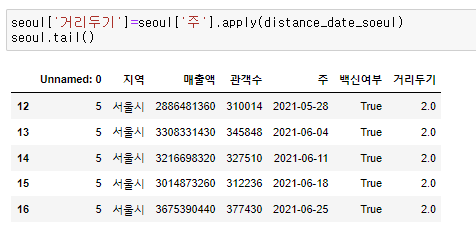 seoul['거리두기']=seoul['주'].apply(distance_date_soeul)
seoul.tail()
Unnamed: 0 지역 매출액 관객수 주 백신여부 거리두기
12 5 서울시 2886481360 310014 2021-05-28 True 2.0
13 5 서울시 3308331430 345848 2021-06-04 True 2.0
14 5 서울시 3216698320 327510 2021-06-11 True 2.0
15 5 서울시 3014873260 312236 2021-06-18 True 2.0
16 5 서울시 3675390440 377430 2021-06-25 True 2.0